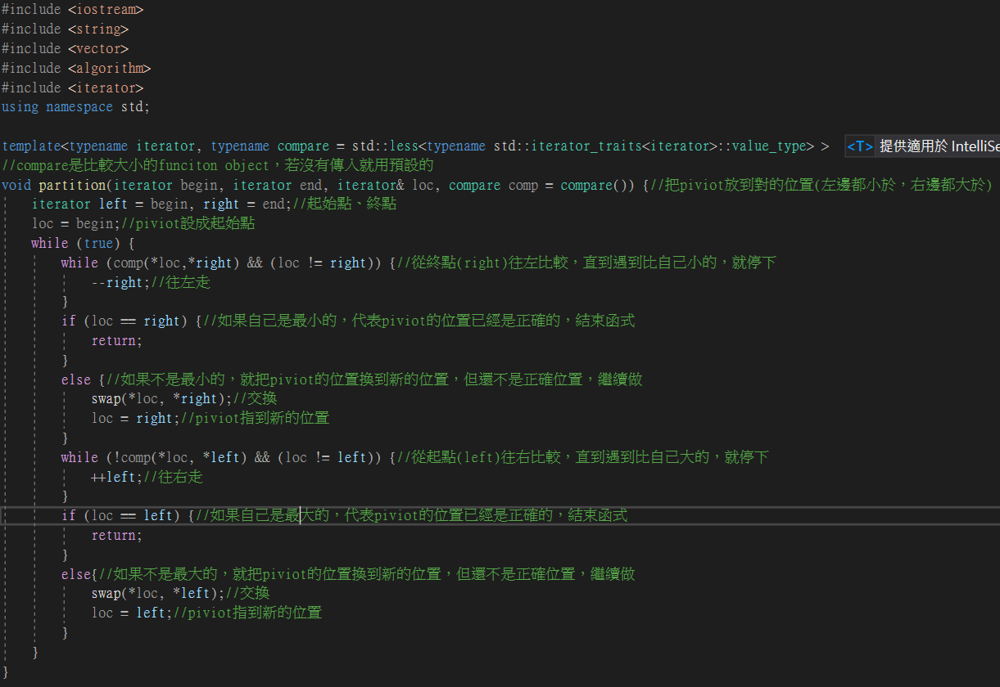 #include <iostream>
#include <string>
#include <vector>
#include <algorithm>
#include <iterator>
using namespace std;
template<typename iterator, typename compare = std::less<typename std::iterator_traits<iterator>::value_type> > <T> 提供適用於 IntelliSe
//compare是比較大小的funciton object，若沒有傳入就用預設的
void partition(iterator begin, iterator end, iterator& loc, compare comp = compare()) {//把piviot放到對的位置(左邊都小於，右邊都大於)
iterator left = begin, right = end;//起始點、終點
loc = begin;//piviot設成起始點
while (true) {
while (comp(*loc,*right) && (loc != right)) {//從終點(right)往左比較，直到遇到比自己小的，就停下
--right;//往左走
}
if (loc == right) {//如果自己是最小的，代表piviot的位置已經是正確的，結束函式
return;
}
else {//如果不是最小的，就把piviot的位置換到新的位置，但還不是正確位置，繼續做
swap(*loc, *right);//交換
loc = right;//piviot指到新的位置
}
while (!comp(*loc, *left) && (loc != left)) {//從起點(left)往右比較，直到遇到比自己大的，就停下
++left;//往右走
}
if (loc == left) {//如果自己是最大的，代表piviot的位置已經是正確的，結束函式
return;
}
else{//如果不是最大的，就把piviot的位置換到新的位置，但還不是正確位置，繼續做
swap(*loc, *left);//交換
loc = left;//piviot指到新的位置
}
}
}